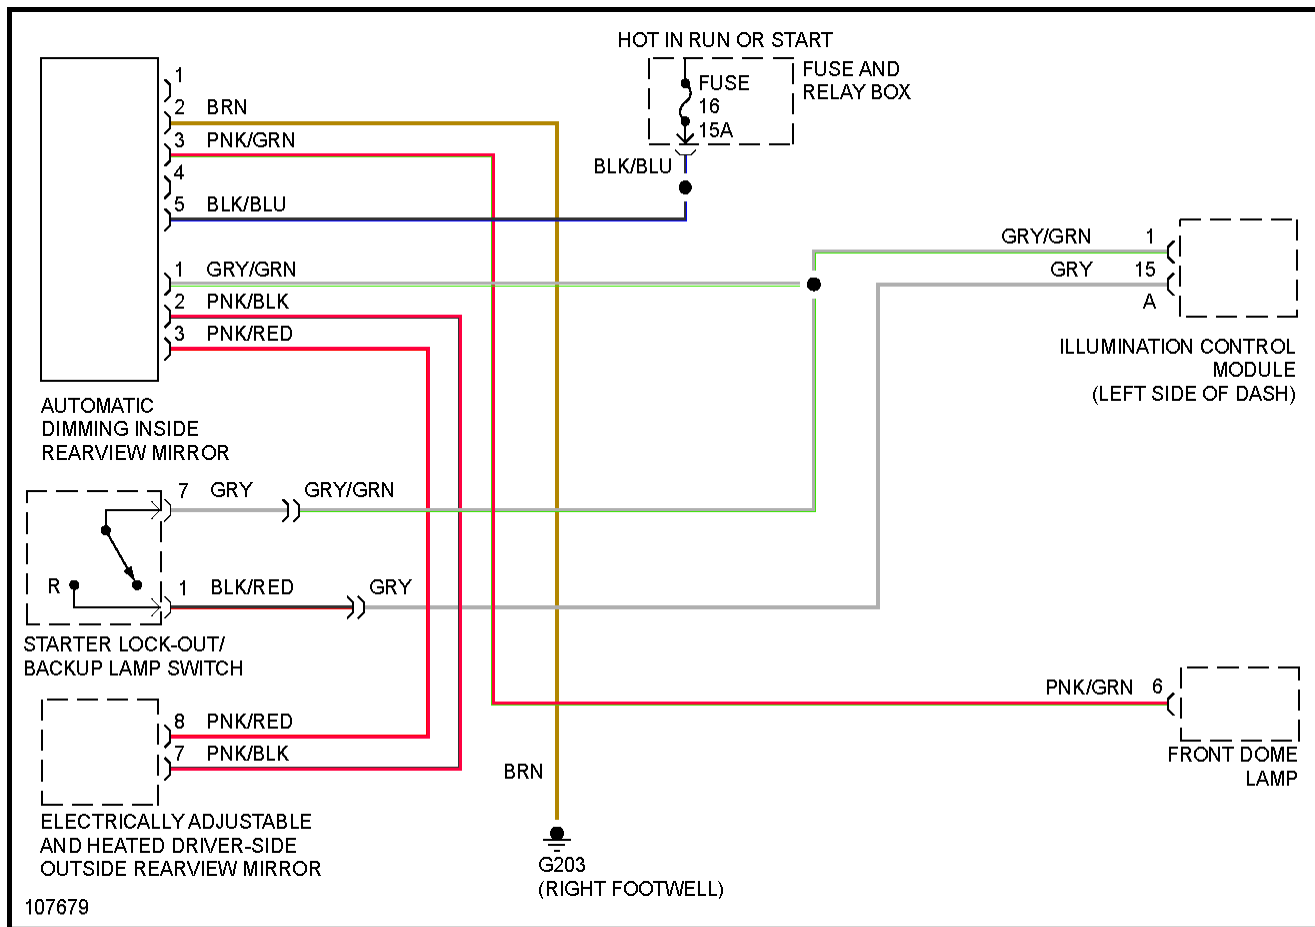 HOT IN RUN OR START
FUSE
16
15A
FUSE AND
RELAY BOX
BLK/BLU
1
2 BRN
3 PNK/GRN
4
5 BLK/BLU
1 GRY/GRN
2 PNK/BLK
3 PNK/RED
AUTOMATIC
DIMMING INSIDE
REARVIEW MIRROR
GRY/GRN 1
GRY 15
A
ILLUMINATION CONTROL
MODULE
(LEFT SIDE OF DASH)
7 GRY GRY/GRN
R
1 BLK/RED GRY
STARTER LOCK-OUT/
BACKUP LAMP SWITCH
8 PNK/RED
7 PNK/BLK
ELECTRICALLY ADJUSTABLE
AND HEATED DRIVER-SIDE
OUTSIDE REARVIEW MIRROR
PNK/GRN 6
FRONT DOME
LAMP
BRN
G203
(RIGHT FOOTWELL)
107679